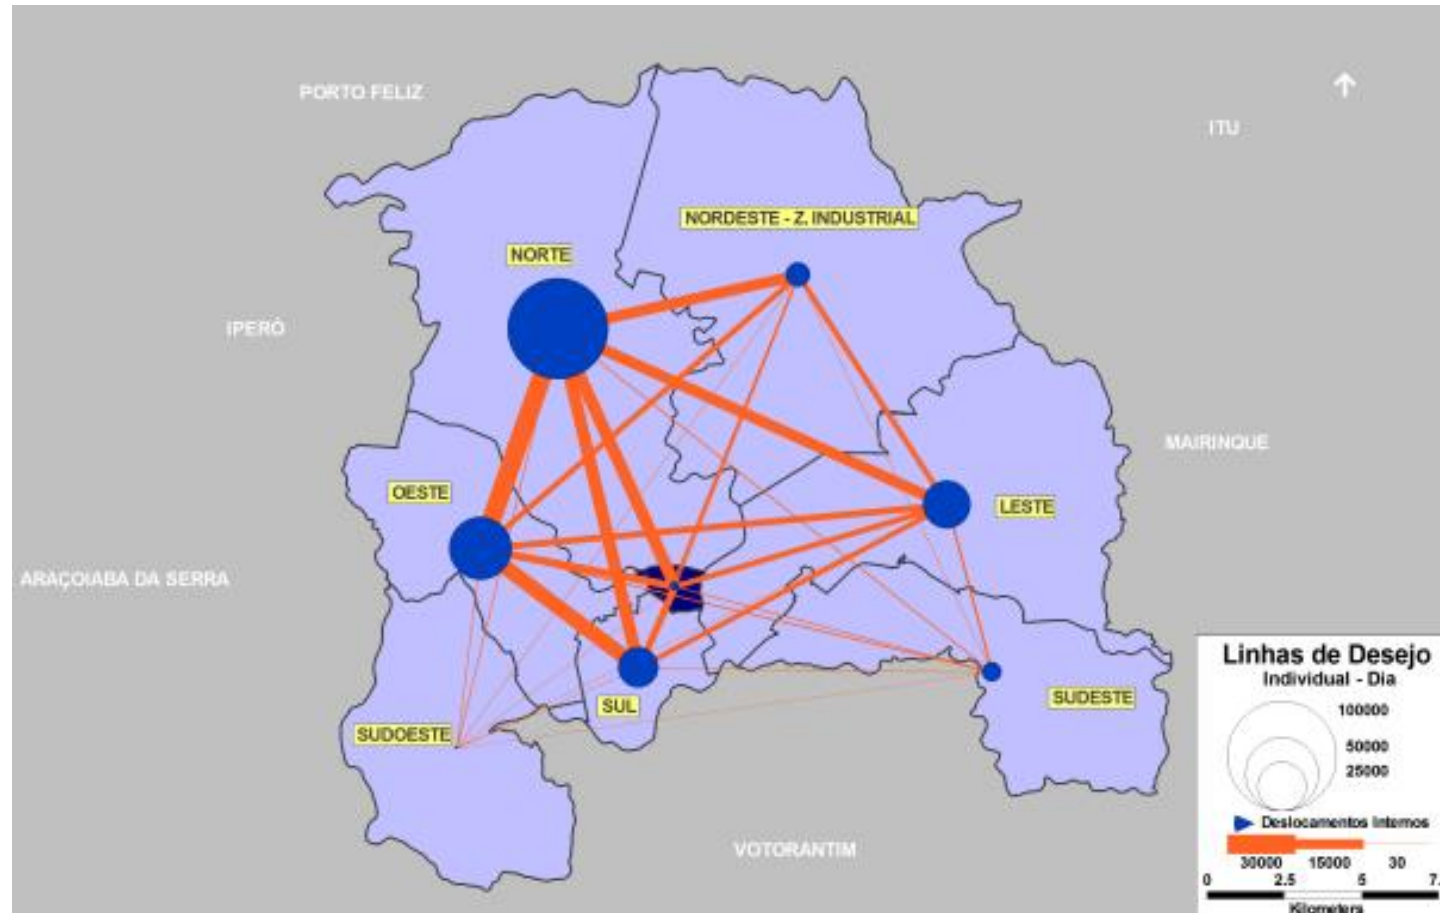 PORTO FELIZ
ITU
NORDESTE - Z. INDUSTRIAL
NORTE
IPERÓ
MAIRINQUE
OESTE
LESTE
ARAÇOIABA DA SERRA
SUL
SUDESTE
SUDOESTE
VOTORANTIM
Linhas de Desejo
Individual - Dia
100000
50000
25000
Deslocamentos Internos
30000 15000 30
0 2.5 5 7.
Kilometers